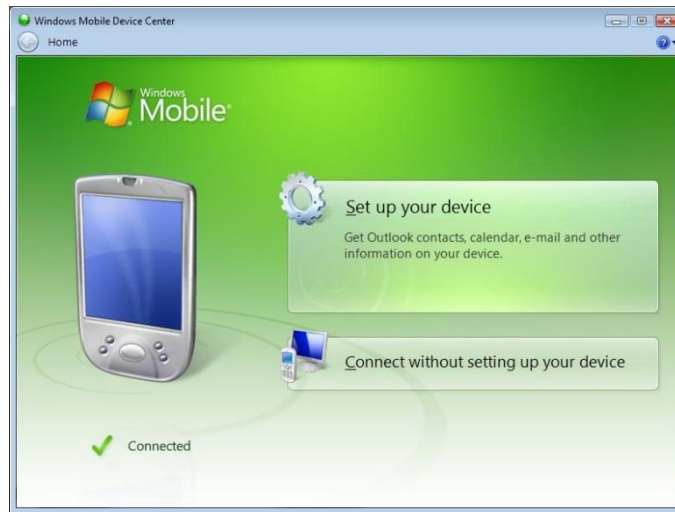 Windows Mobile Device Center
Home
Windows
Mobile
Set up your device
Get Outlook contacts, calendar, e-mail and other
information on your device.
Connect without setting up your device
Connected